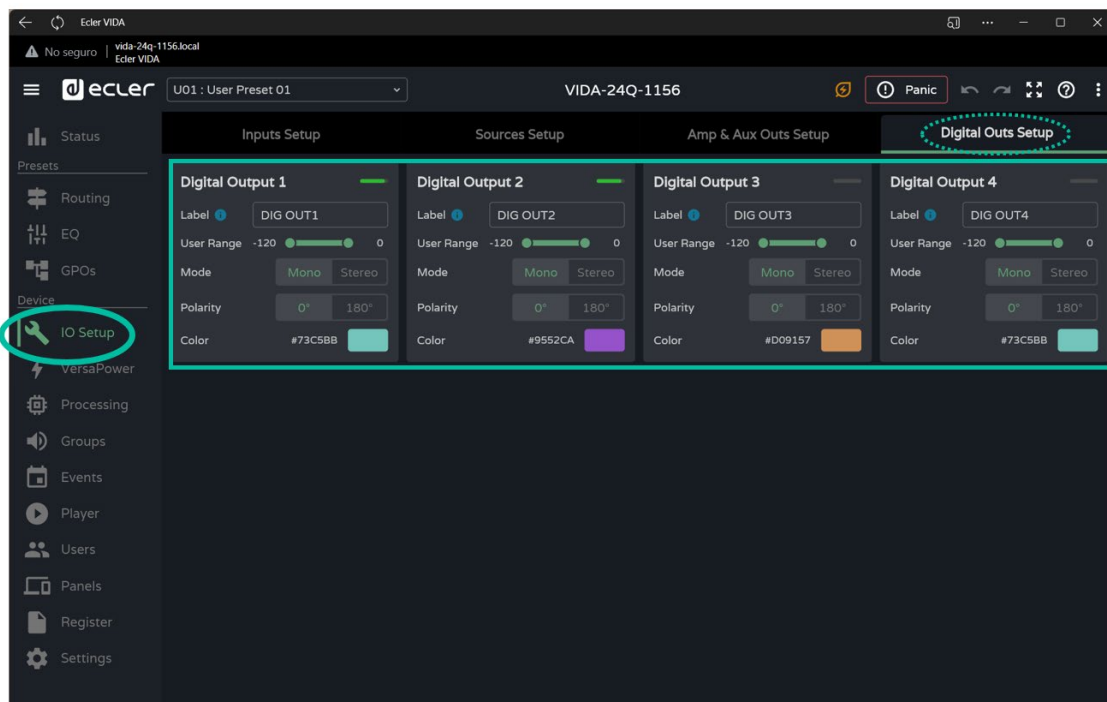 Ecler VIDA
No seguro
vida-24q-1156.local
Ecler VIDA
ecler
U01 : User Preset 01
VIDA-24Q-1156
Panic
Status
Presets
Routing
EQ
GPOs
Device
IO Setup
VersaPower
Processing
Groups
Events
Player
Users
Panels
Register
Settings
Inputs Setup
Sources Setup
Amp & Aux Outs Setup
Digital Outs Setup
Digital Output 1
Label DIG OUT1
User Range -120 0
Mode Mono Stereo
Polarity 0° 180°
Color #73C5BB
Digital Output 2
Label DIG OUT2
User Range -120 0
Mode Mono Stereo
Polarity 0° 180°
Color #9552CA
Digital Output 3
Label DIG OUT3
User Range -120 0
Mode Mono Stereo
Polarity 0° 180°
Color #D09157
Digital Output 4
Label DIG OUT4
User Range -120 0
Mode Mono Stereo
Polarity 0° 180°
Color #73C5BB